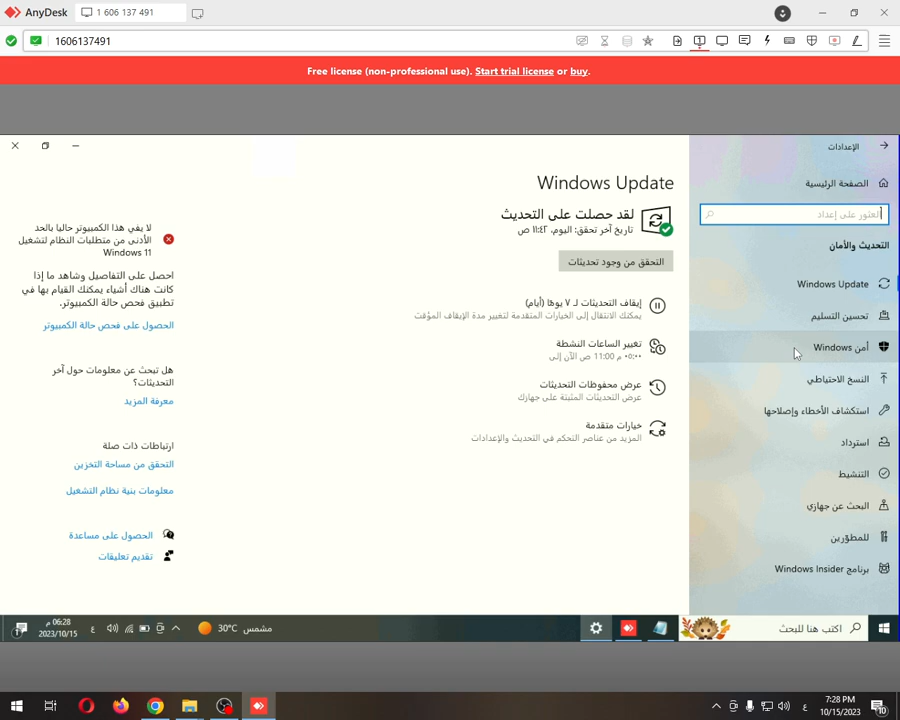 AnyDesk
1 606 137 491
1606137491
Free license (non-professional use). Start trial license or buy.
الإعدادات
الصفحة الرئيسية
العثور على إعداد
التحديث والأمان
Windows Update
تحسين التسليم
أمن Windows
النسخ الاحتياطي
استكشاف الأخطاء وإصلاحها
استرداد
التنشيط
البحث عن جهازي
للمطوّرين
برنامج Windows Insider
Windows Update
لقد حصلت على التحديث
تاريخ آخر تحقق: اليوم، ١١:٤٢ ص
التحقق من وجود تحديثات
إيقاف التحديثات لـ ٧ يومًا (أيام)
يمكنك الانتقال إلى الخيارات المتقدمة لتغيير مدة الإيقاف المؤقت
تغيير الساعات النشطة
٠٥:٠٠ م 11:00 ص الآن إلى
عرض محفوظات التحديثات
عرض التحديثات المثبتة على جهازك
خيارات متقدمة
المزيد من عناصر التحكم في التحديث والإعدادات
لا يفي هذا الكمبيوتر حاليا بالحد
الأدنى من متطلبات النظام لتشغيل
Windows 11
احصل على التفاصيل وشاهد ما إذا
كانت هناك أشياء يمكنك القيام بها في
تطبيق فحص حالة الكمبيوتر.
الحصول على فحص حالة الكمبيوتر
هل تبحث عن معلومات حول آخر
التحديثات؟
معرفة المزيد
ارتباطات ذات صلة
التحقق من مساحة التخزين
معلومات بنية نظام التشغيل
الحصول على مساعدة
تقديم تعليقات
اكتب هنا للبحث
مشمس 30°C
ع
06:28 م
2023/10/15
1
ع
7:28 PM
10/15/2023
10